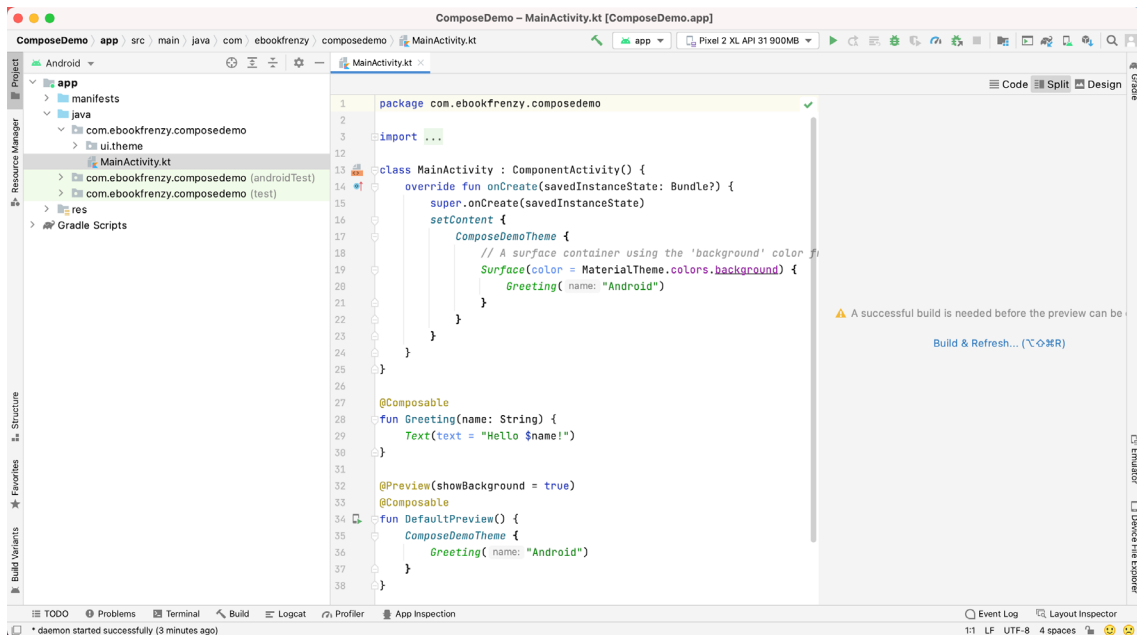 ComposeDemo – MainActivity.kt [ComposeDemo.app]
ComposeDemo app src main java com ebookfrenzy composedemo MainActivity.kt
app
Pixel 2 XL API 31 900MB
Project
Resource Manager
Structure
Favorites
Build Variants
Android
app
manifests
java
com.ebookfrenzy.composedemo
ui.theme
MainActivity.kt
com.ebookfrenzy.composedemo (androidTest)
com.ebookfrenzy.composedemo (test)
res
Gradle Scripts
MainActivity.kt
Code Split Design
1 package com.ebookfrenzy.composedemo
2
3 import ...
12
13 class MainActivity : ComponentActivity() {
14 override fun onCreate(savedInstanceState: Bundle?) {
15 super.onCreate(savedInstanceState)
16 setContent {
17 ComposeDemoTheme {
18 // A surface container using the 'background' color
19 Surface(color = MaterialTheme.colors.background) {
20 Greeting( name: "Android")
21 }
22 }
23 }
24 }
25 }
26
27 @Composable
28 fun Greeting(name: String) {
29 Text(text = "Hello $name!")
30 }
31
32 @Preview(showBackground = true)
33 @Composable
34 fun DefaultPreview() {
35 ComposeDemoTheme {
36 Greeting( name: "Android")
37 }
38 }
A successful build is needed before the preview can be
Build & Refresh... (⌥⇧⌘R)
Gradle
Emulator
Device File Explorer
TODO Problems Terminal Build Logcat Profiler App Inspection Event Log Layout Inspector
* daemon started successfully (3 minutes ago) 1:1 LF UTF-8 4 spaces